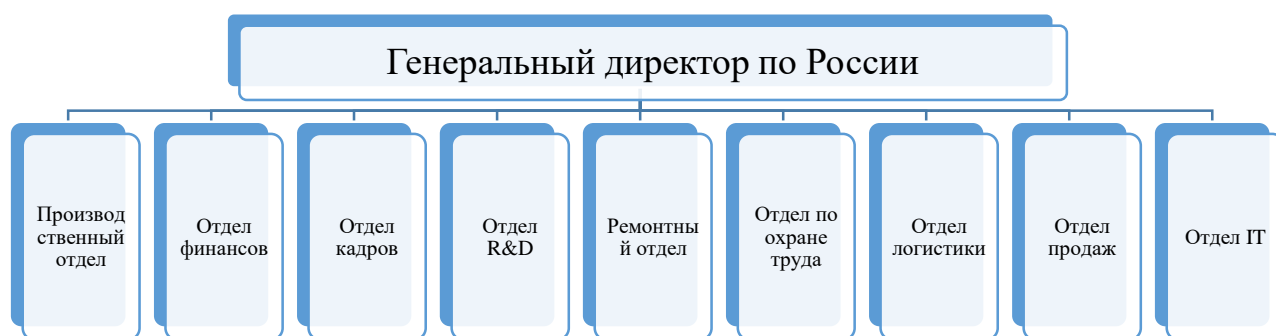 Генеральный директор по России
Производ
ственный
отдел
Отдел
финансов
Отдел
кадров
Отдел
R&D
Ремонтны
й отдел
Отдел по
охране
труда
Отдел
логистики
Отдел
продаж
Отдел IT